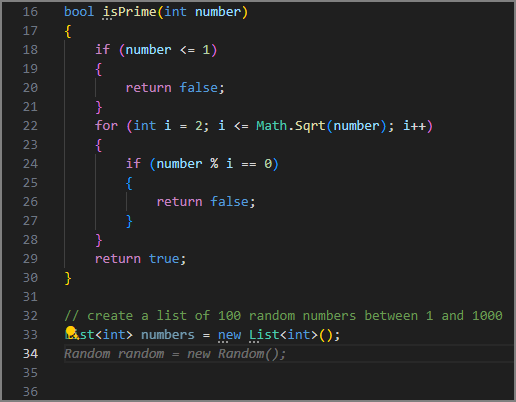 16 bool isPrime(int number)
17 {
18 if (number <= 1)
19 {
20 return false;
21 }
22 for (int i = 2; i <= Math.Sqrt(number); i++)
23 {
24 if (number % i == 0)
25 {
26 return false;
27 }
28 }
29 return true;
30 }
31
32 // create a list of 100 random numbers between 1 and 1000
33 List<int> numbers = new List<int>();
34 Random random = new Random();
35
36